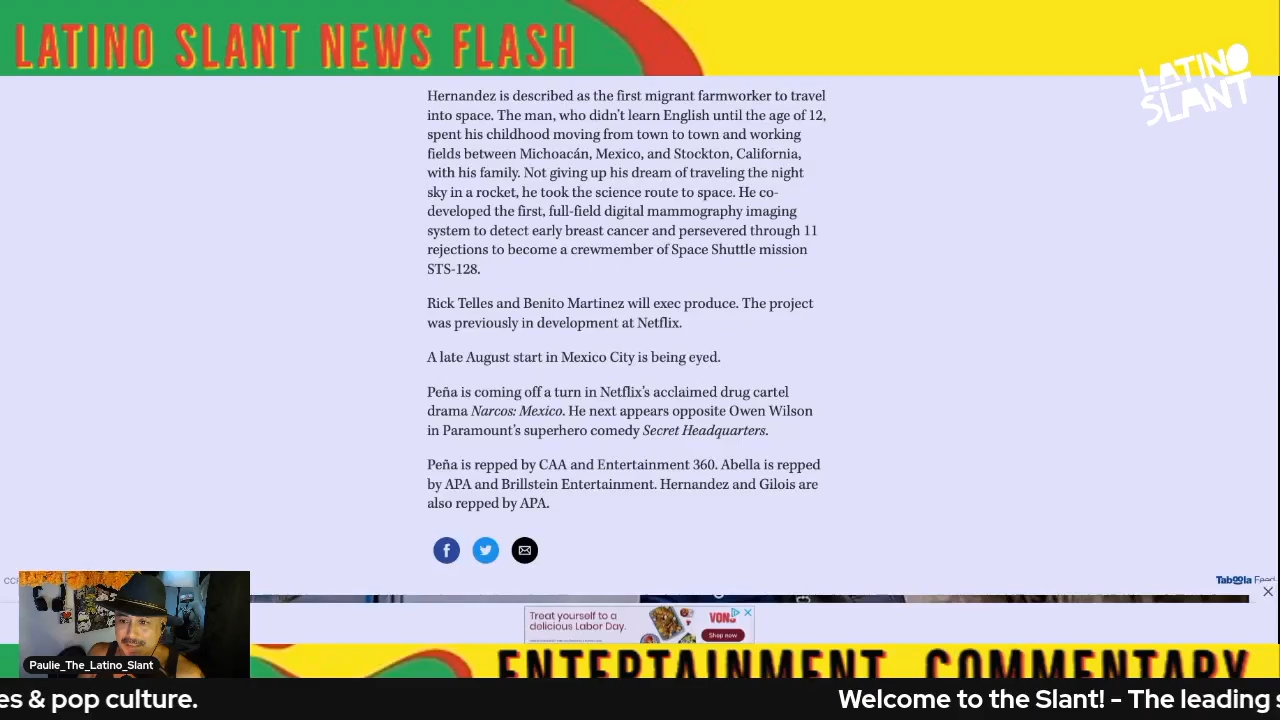 LATINO SLANT NEWS FLASH
LATINO
SLANT
Hernandez is described as the first migrant farmworker to travel
into space. The man, who didn't learn English until the age of 12,
spent his childhood moving from town to town and working
fields between Michoacán, Mexico, and Stockton, California,
with his family. Not giving up his dream of traveling the night
sky in a rocket, he took the science route to space. He co-
developed the first, full-field digital mammography imaging
system to detect early breast cancer and persevered through 11
rejections to become a crewmember of Space Shuttle mission
STS-128.
Rick Telles and Benito Martinez will exec produce. The project
was previously in development at Netflix.
A late August start in Mexico City is being eyed.
Peña is coming off a turn in Netflix's acclaimed drug cartel
drama Narcos: Mexico. He next appears opposite Owen Wilson
in Paramount's superhero comedy Secret Headquarters.
Peña is repped by CAA and Entertainment 360. Abella is repped
by APA and Brillstein Entertainment. Hernandez and Gilois are
also repped by APA.
Taboola Feed
Treat yourself to a
delicious Labor Day.
VONS
Shop now
Paulie_The_Latino_Slant
ENTERTAINMENT COMMENTARY
es & pop culture.
Welcome to the Slant! - The leading s